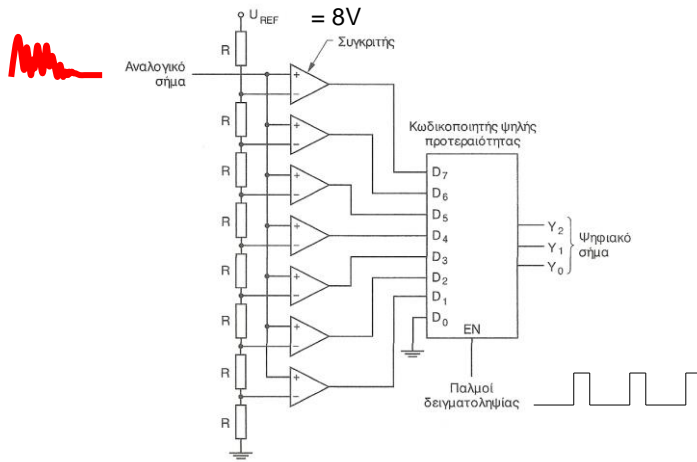 U REF = 8V
R
Συγκριτής
Αναλογικό
σήμα
+
−
R
+
−
Κωδικοποιητής ψηλής
προτεραιότητας
R
+
−
D7
D6
R
+
−
D5
D4
Y2
Ψηφιακό
σήμα
R
+
−
D3
Y1
D2
Y0
R
+
−
D1
D0
R
+
−
EN
Παλμοί
δειγματοληψίας
R